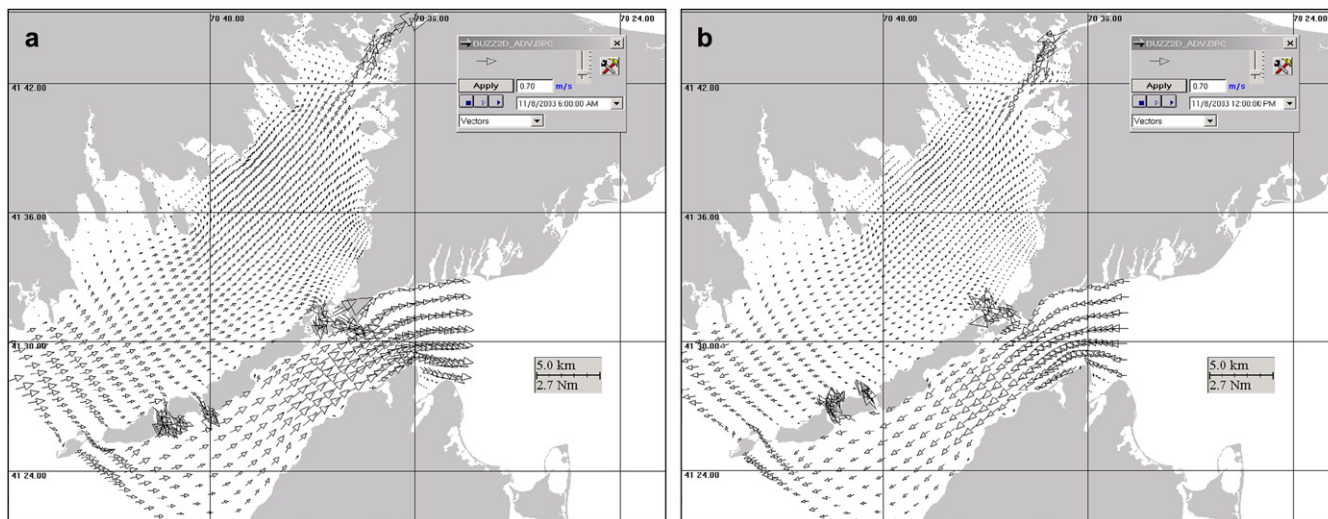 a
70 40.00
70 36.00
70 24.00
BUZZ2D_ADV.DPC
41 42.00
Apply
0.70
m/s
11/8/2003 6:00:00 AM
Vectors
41 36.00
41 30.00
5.0 km
2.7 Nm
41 24.00
b
70 40.00
70 36.00
70 24.00
BUZZ2D_ADV.DPC
41 42.00
Apply
0.70
m/s
11/8/2003 12:00:00 PM
Vectors
41 36.00
41 30.00
5.0 km
2.7 Nm
41 24.00